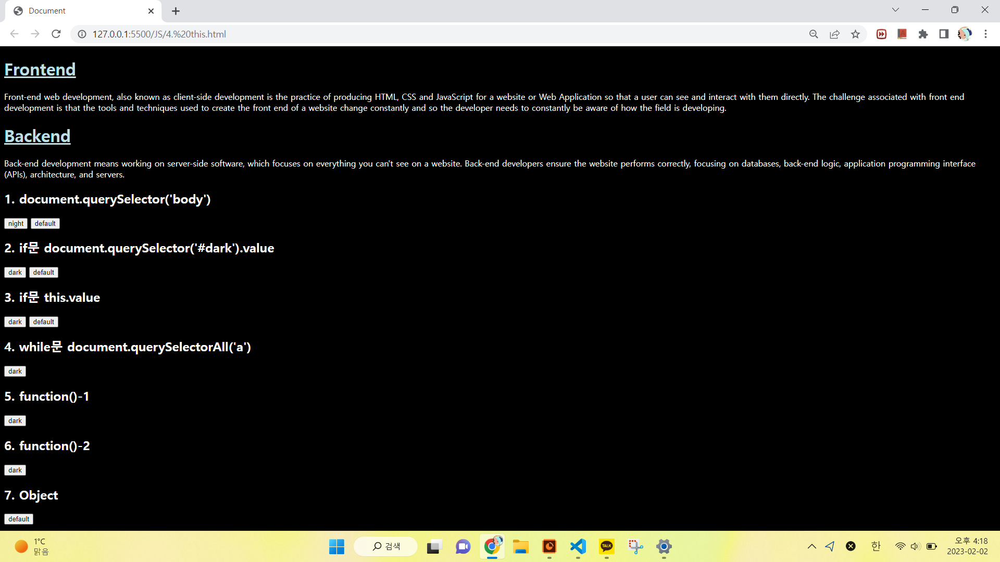 Document
127.0.0.1:5500/JS/4.%20this.html
Frontend
Front-end web development, also known as client-side development is the practice of producing HTML, CSS and JavaScript for a website or Web Application so that a user can see and interact with them directly. The challenge associated with front end
development is that the tools and techniques used to create the front end of a website change constantly and so the developer needs to constantly be aware of how the field is developing.
Backend
Back-end development means working on server-side software, which focuses on everything you can't see on a website. Back-end developers ensure the website performs correctly, focusing on databases, back-end logic, application programming interface
(APIs), architecture, and servers.
1. document.querySelector('body')
night default
2. if문 document.querySelector('#dark').value
dark default
3. if문 this.value
dark default
4. while문 document.querySelectorAll('a')
dark
5. function()-1
dark
6. function()-2
dark
7. Object
default
1°C
맑음
검색
TALK
한
오후 4:18
2023-02-02